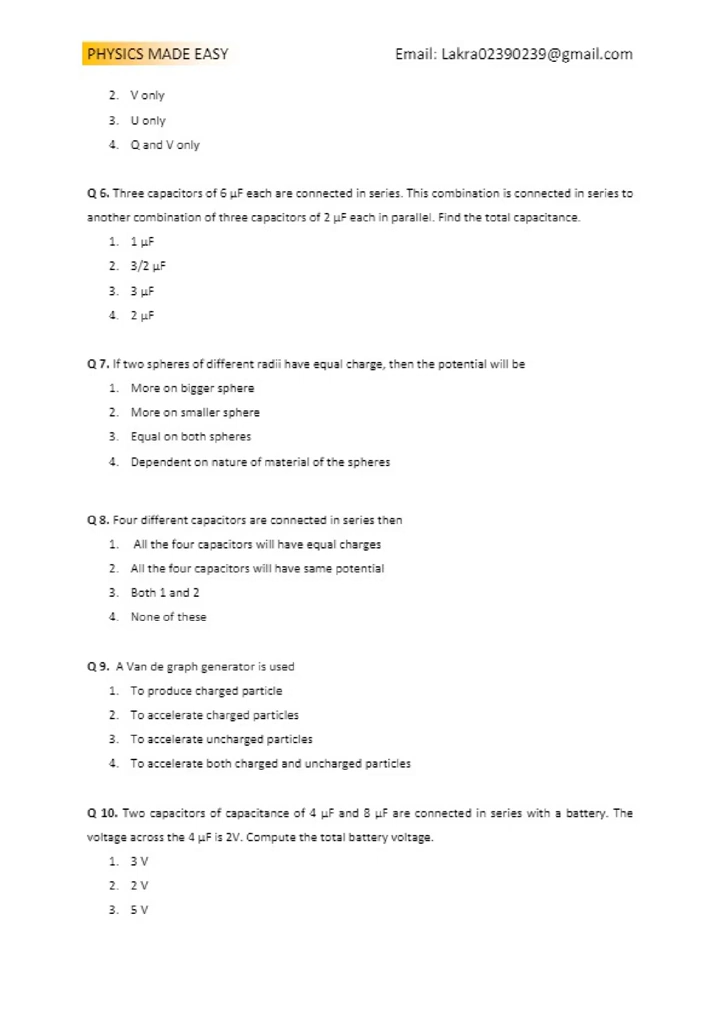 PHYSICS MADE EASY Email: Lakra02390239@gmail.com
2. V only
3. U only
4. Q and V only
Q 6. Three capacitors of 6 µF each are connected in series. This combination is connected in series to
another combination of three capacitors of 2 µF each in parallel. Find the total capacitance.
1. 1 µF
2. 3/2 µF
3. 3 µF
4. 2 µF
Q 7. If two spheres of different radii have equal charge, then the potential will be
1. More on bigger sphere
2. More on smaller sphere
3. Equal on both spheres
4. Dependent on nature of material of the spheres
Q 8. Four different capacitors are connected in series then
1. All the four capacitors will have equal charges
2. All the four capacitors will have same potential
3. Both 1 and 2
4. None of these
Q 9. A Van de graph generator is used
1. To produce charged particle
2. To accelerate charged particles
3. To accelerate uncharged particles
4. To accelerate both charged and uncharged particles
Q 10. Two capacitors of capacitance of 4 µF and 8 µF are connected in series with a battery. The
voltage across the 4 µF is 2V. Compute the total battery voltage.
1. 3 V
2. 2 V
3. 5 V